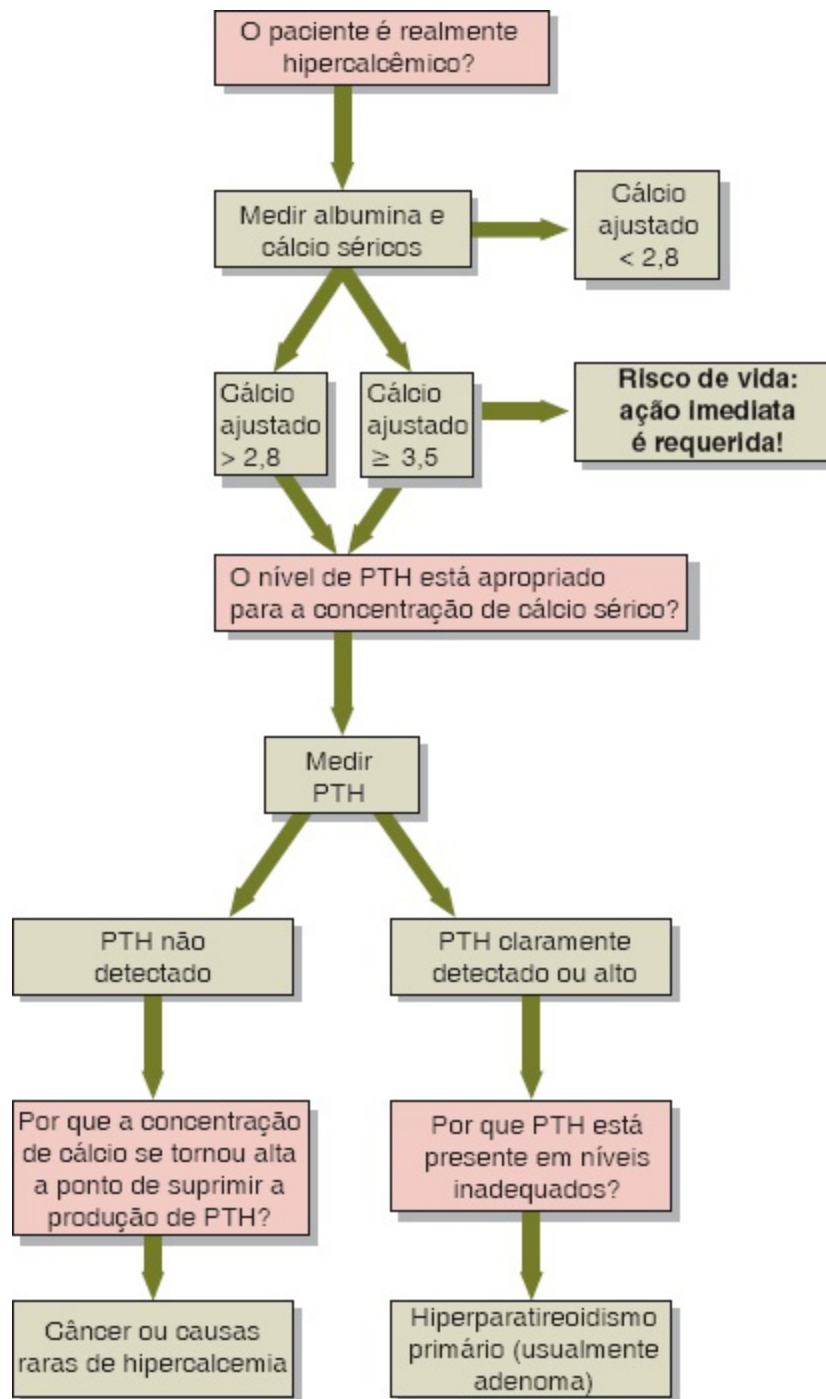 O paciente é realmente
hipercalcêmico?
Medir albumina e
cálcio séricos
Cálcio
ajustado
< 2,8
Cálcio
ajustado
> 2,8
Cálcio
ajustado
≥ 3,5
Risco de vida:
ação imediata
é requerida!
O nível de PTH está apropriado
para a concentração de cálcio sérico?
Medir
PTH
PTH não
detectado
PTH claramente
detectado ou alto
Por que a concentração
de cálcio se tornou alta
a ponto de suprimir a
produção de PTH?
Por que PTH está
presente em níveis
inadequados?
Câncer ou causas
raras de hipercalcemia
Hiperparatireoidismo
primário (usualmente
adenoma)